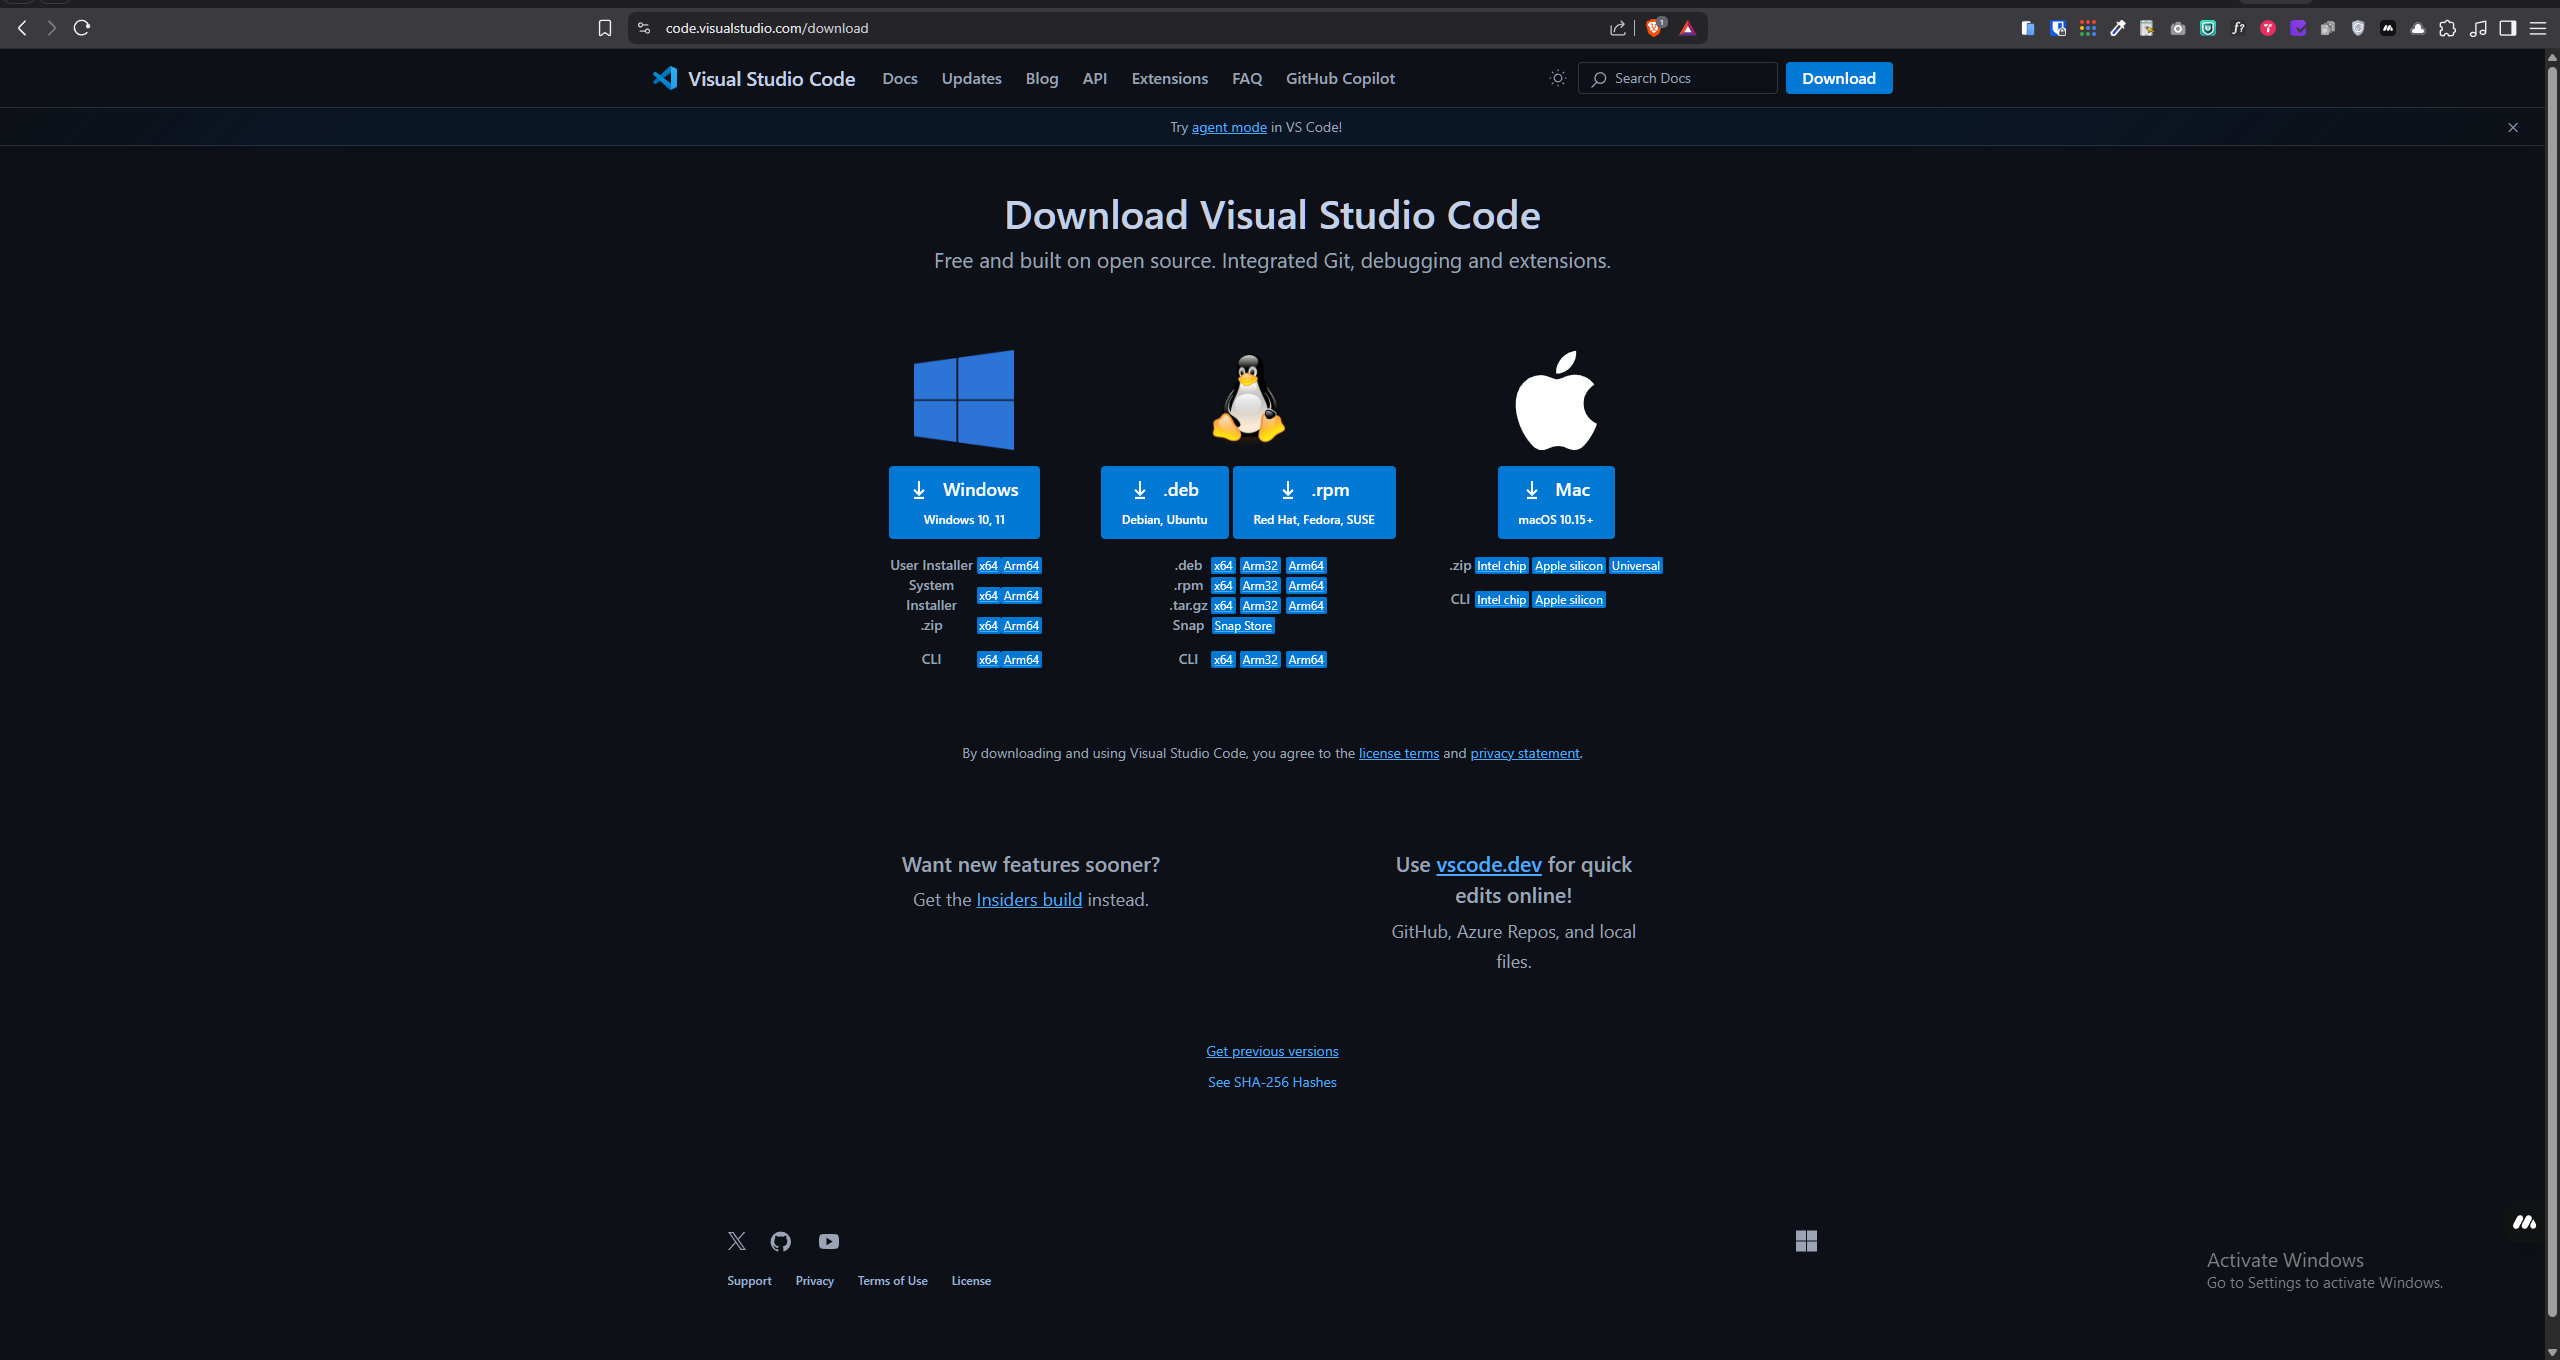 code.visualstudio.com/download
1
f?
Visual Studio Code
Docs
Updates
Blog
API
Extensions
FAQ
GitHub Copilot
Search Docs
Download
Try agent mode in VS Code!
Download Visual Studio Code
Free and built on open source. Integrated Git, debugging and extensions.
Windows
Windows 10, 11
.deb
Debian, Ubuntu
.rpm
Red Hat, Fedora, SUSE
Mac
macOS 10.15+
User Installer x64 Arm64
System
Installer x64 Arm64
.zip x64 Arm64
CLI x64 Arm64
.deb x64 Arm32 Arm64
.rpm x64 Arm32 Arm64
.tar.gz x64 Arm32 Arm64
Snap Snap Store
CLI x64 Arm32 Arm64
.zip Intel chip Apple silicon Universal
CLI Intel chip Apple silicon
By downloading and using Visual Studio Code, you agree to the license terms and privacy statement.
Want new features sooner?
Get the Insiders build instead.
Use vscode.dev for quick
edits online!
GitHub, Azure Repos, and local
files.
Get previous versions
See SHA-256 Hashes
Support
Privacy
Terms of Use
License
Activate Windows
Go to Settings to activate Windows.